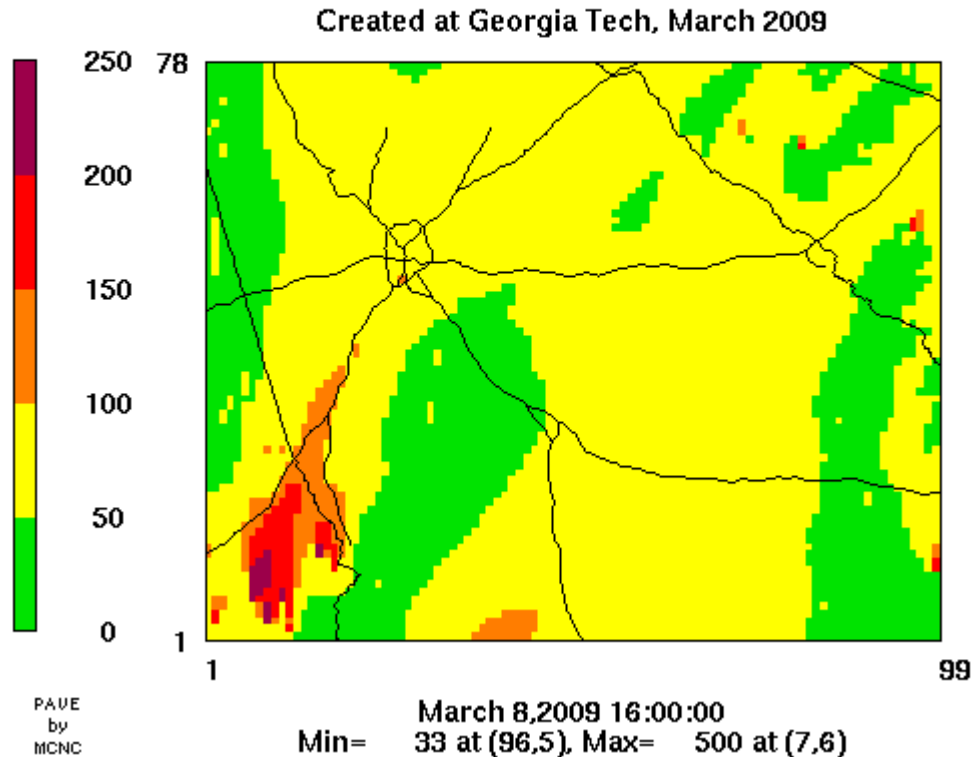 Created at Georgia Tech, March 2009
250
200
150
100
50
0
78
1
1
99
PAVE
by
MCNC
March 8,2009 16:00:00
Min= 33 at (96,5), Max= 500 at (7,6)